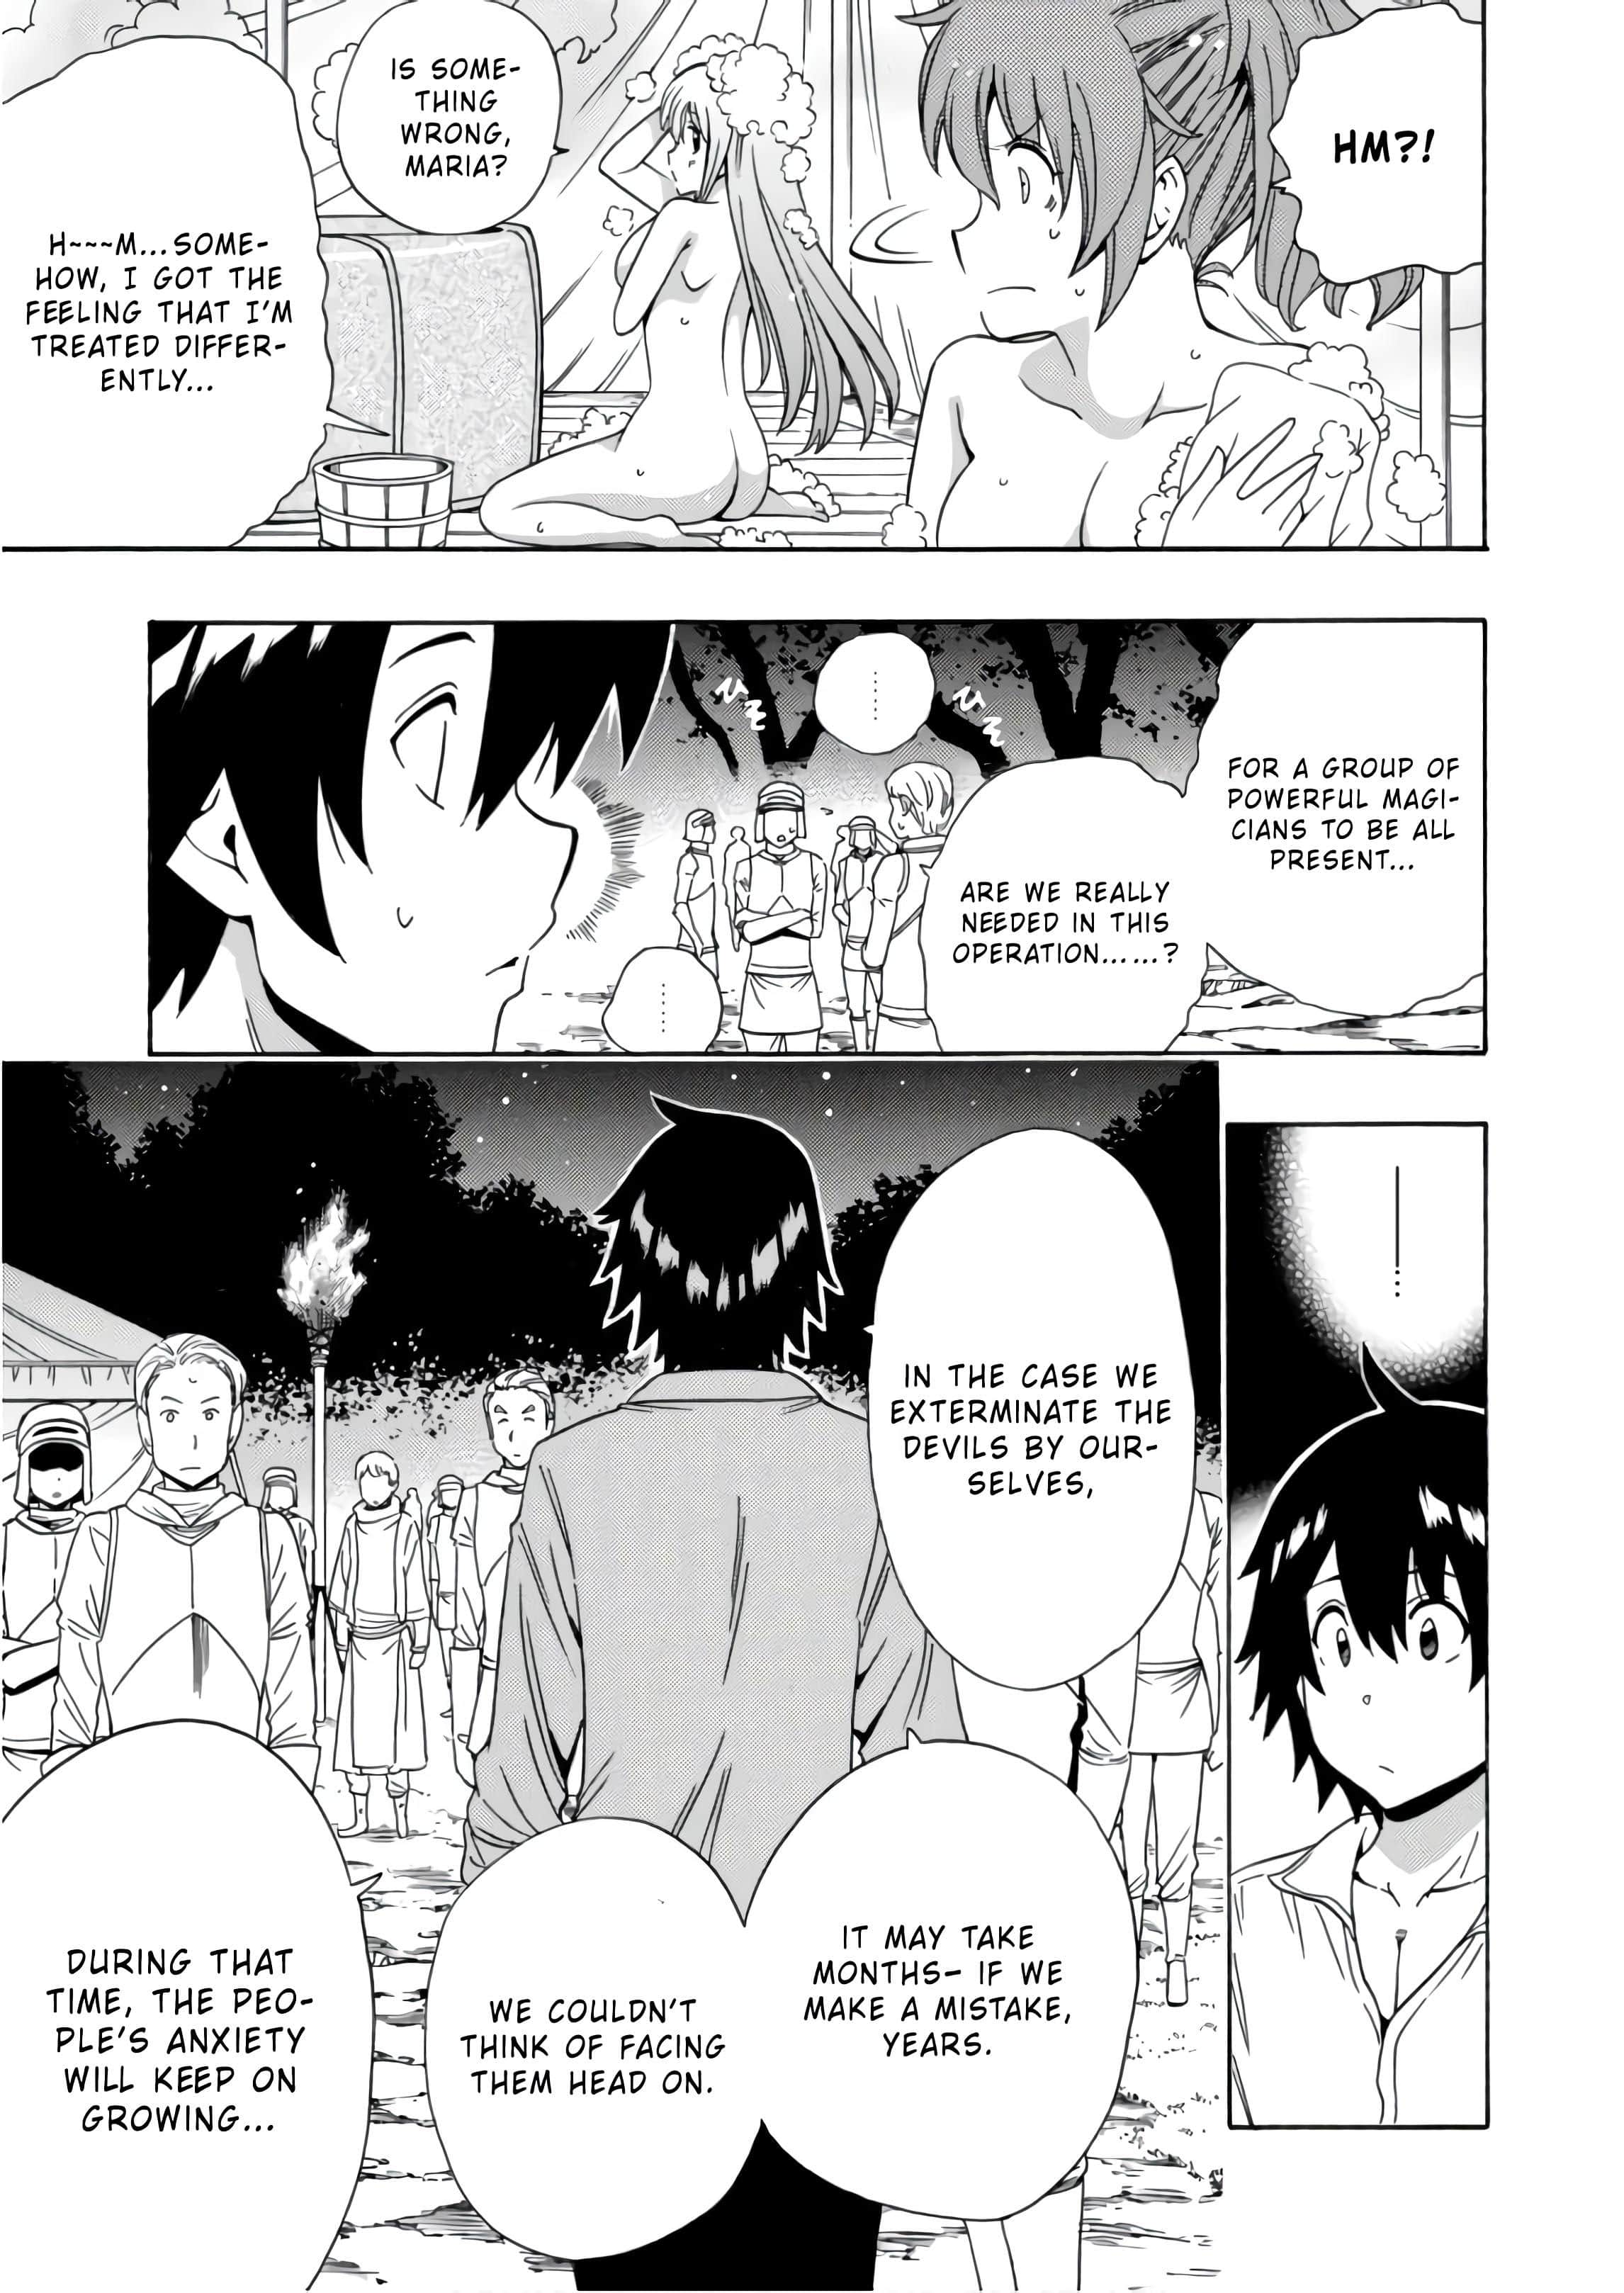 HM?!
IS SOME-
THING
WRONG,
MARIA?
H~~~M...SOME-
HOW, I GOT THE
FEELING THAT I'M
TREATED DIFFER-
ENTLY...
FOR A GROUP OF
POWERFUL MAGI-
CIANS TO BE ALL
PRESENT...
ARE WE REALLY
NEEDED IN THIS
OPERATION......?
IN THE CASE WE
EXTERMINATE THE
DEVILS BY OUR-
SELVES,
IT MAY TAKE
MONTHS– IF WE
MAKE A MISTAKE,
YEARS.
WE COULDN'T
THINK OF FACING
THEM HEAD ON.
DURING THAT
TIME, THE PEO-
PLE'S ANXIETY
WILL KEEP ON
GROWING...